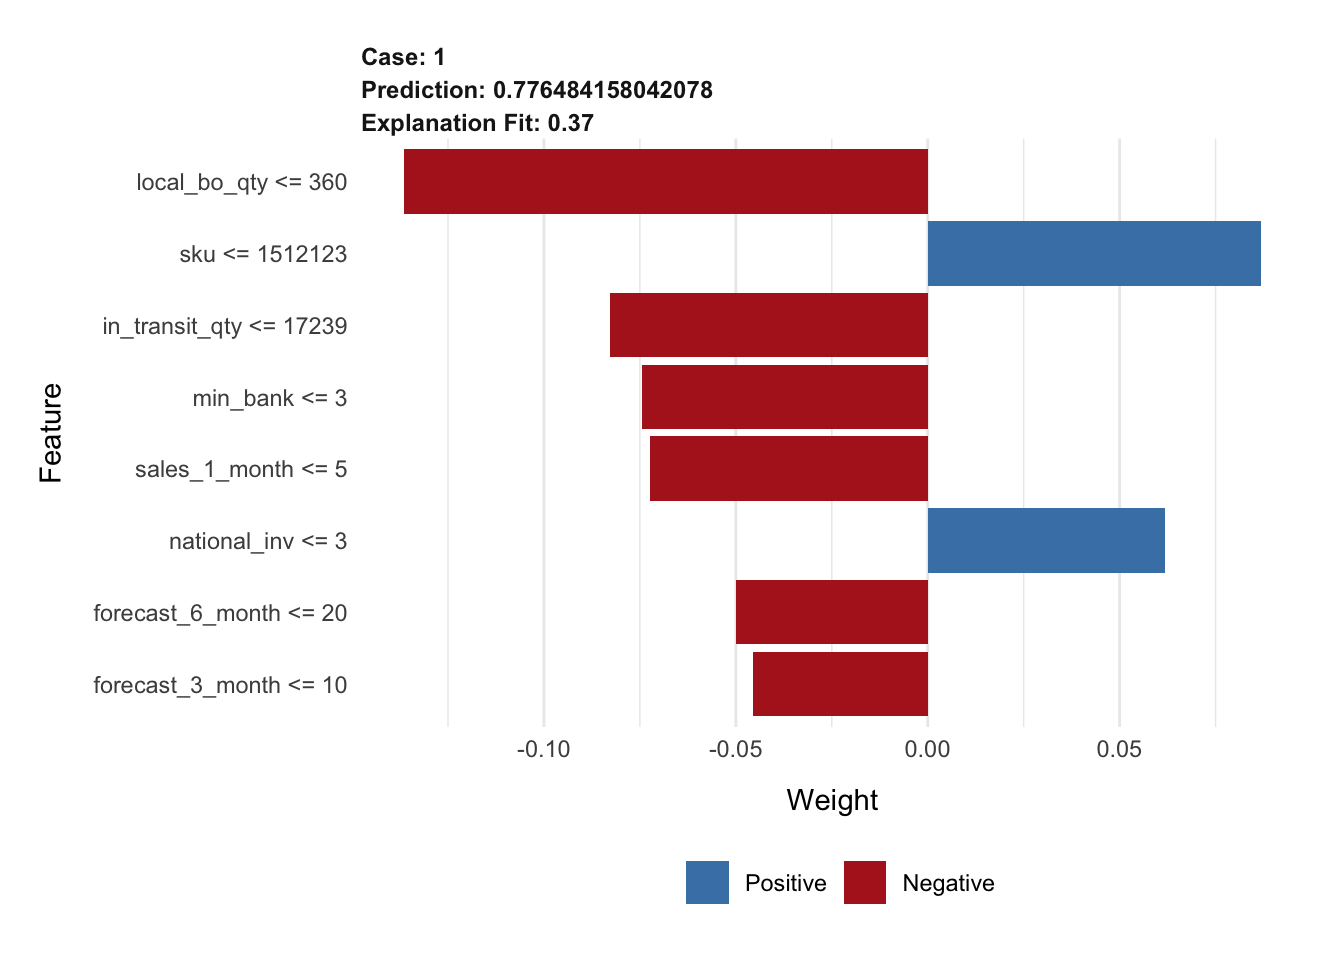 Case: 1
Prediction: 0.776484158042078
Explanation Fit: 0.37
local_bo_qty <= 360
sku <= 1512123
in_transit_qty <= 17239
min_bank <= 3
sales_1_month <= 5
national_inv <= 3
forecast_6_month <= 20
forecast_3_month <= 10
Feature
-0.10 -0.05 0.00 0.05
Weight
Positive Negative